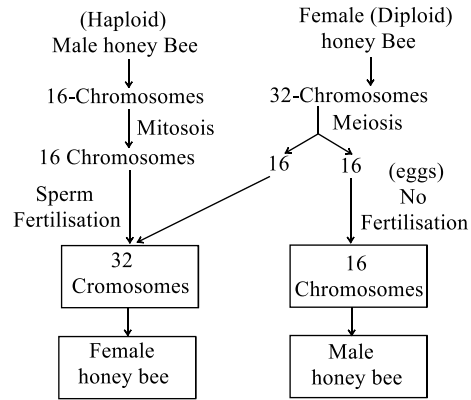 (Haploid)
Male honey Bee
16-Chromosomes
Mitosois
16 Chromosomes
Sperm
Fertilisation
32
Cromosomes
Female
honey bee
Female (Diploid)
honey Bee
32-Chromosomes
Meiosis
16
16
(eggs)
No
Fertilisation
16
Chromosomes
Male
honey bee